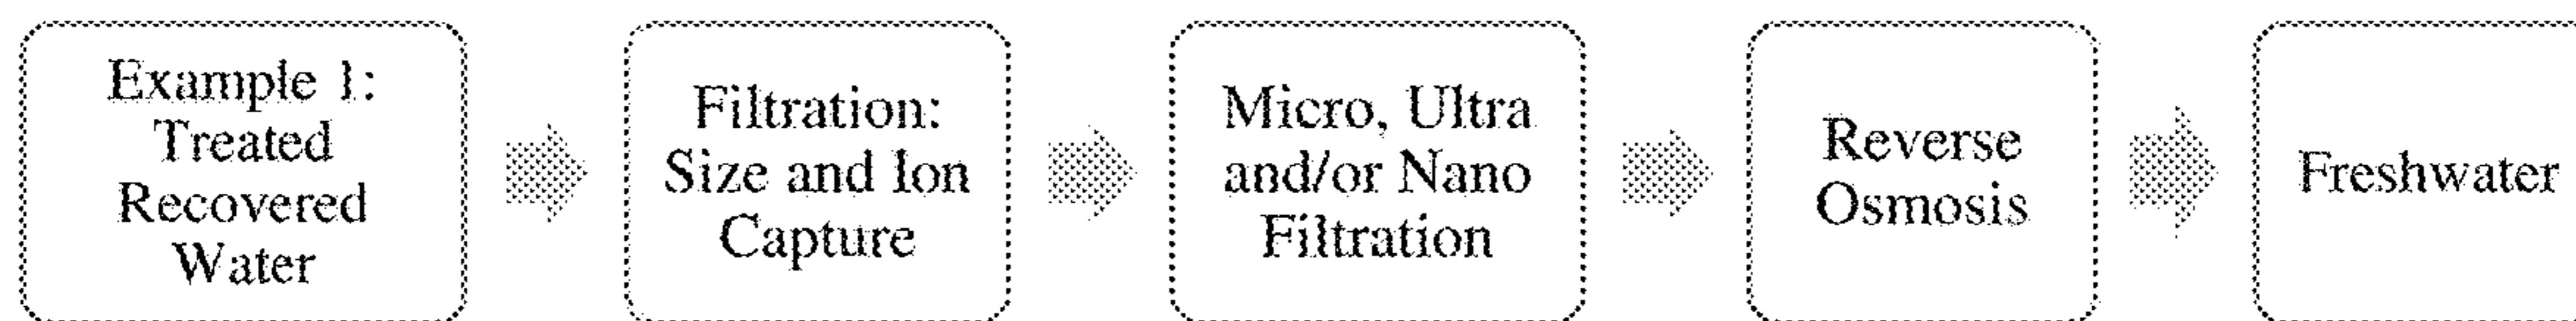 Example 1:
Treated
Recovered
Water
Filtration:
Size and Ion
Capture
Micro, Ultra
and/or Nano
Filtration
Reverse
Osmosis
Freshwater